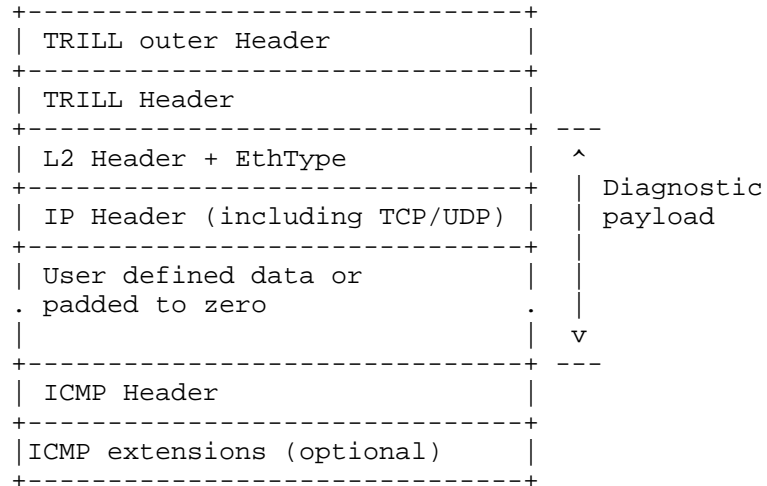 +-------------------------------+
| TRILL outer Header            |
+-------------------------------+
| TRILL Header                  |
+-------------------------------+ ---
| L2 Header + EthType           |  ^
+-------------------------------+  | Diagnostic
| IP Header (including TCP/UDP) |  | payload
+-------------------------------+  |
| User defined data or          |  |
. padded to zero                .  |
|                               |  v
+-------------------------------+ ---
| ICMP Header                   |
+-------------------------------+
|ICMP extensions (optional)     |
+-------------------------------+